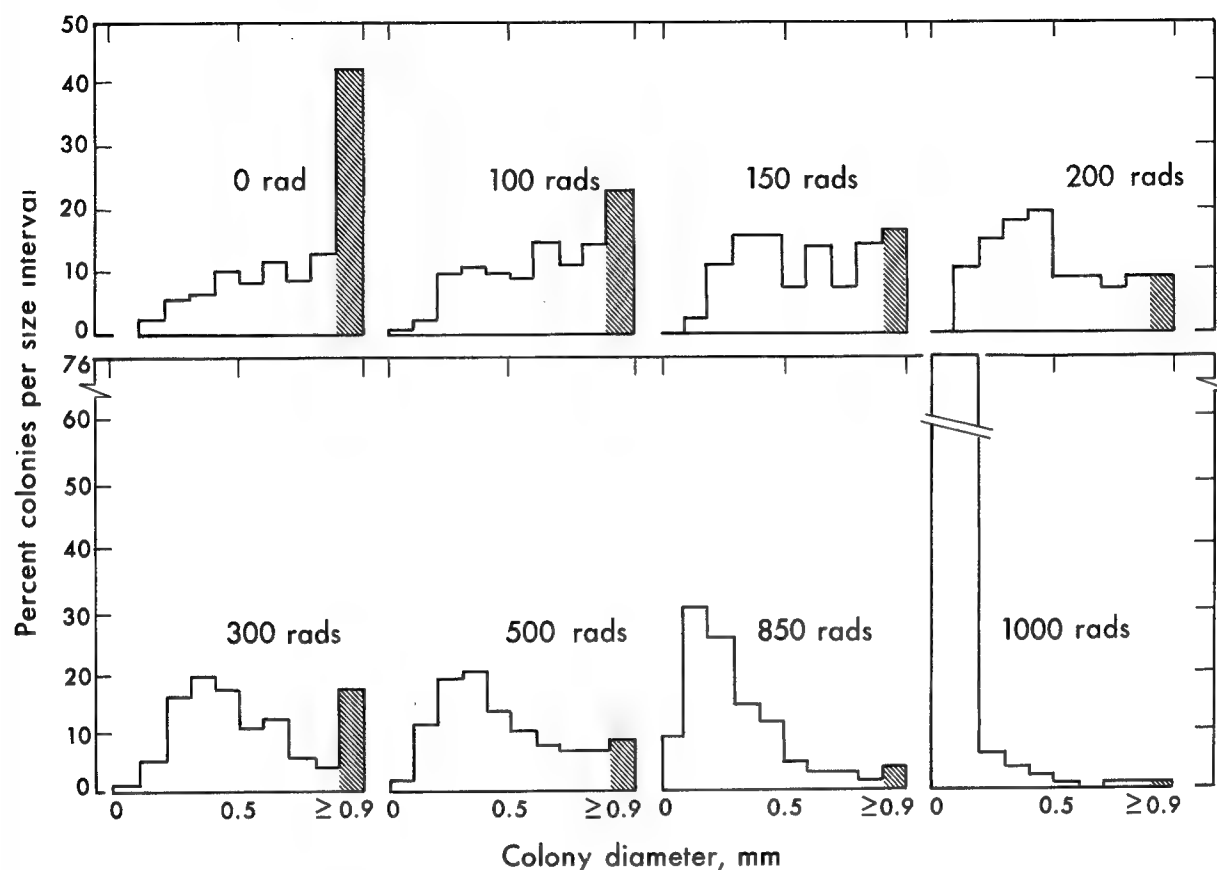 50
40
30
20
10
0
0 rad
100 rads
150 rads
200 rads
Percent colonies per size interval
76
60
50
40
30
20
10
0
300 rads
500 rads
850 rads
1000 rads
0 0.5 ≥0.9
0 0.5 ≥0.9
0 0.5 ≥0.9
0 0.5 ≥0.9
Colony diameter, mm